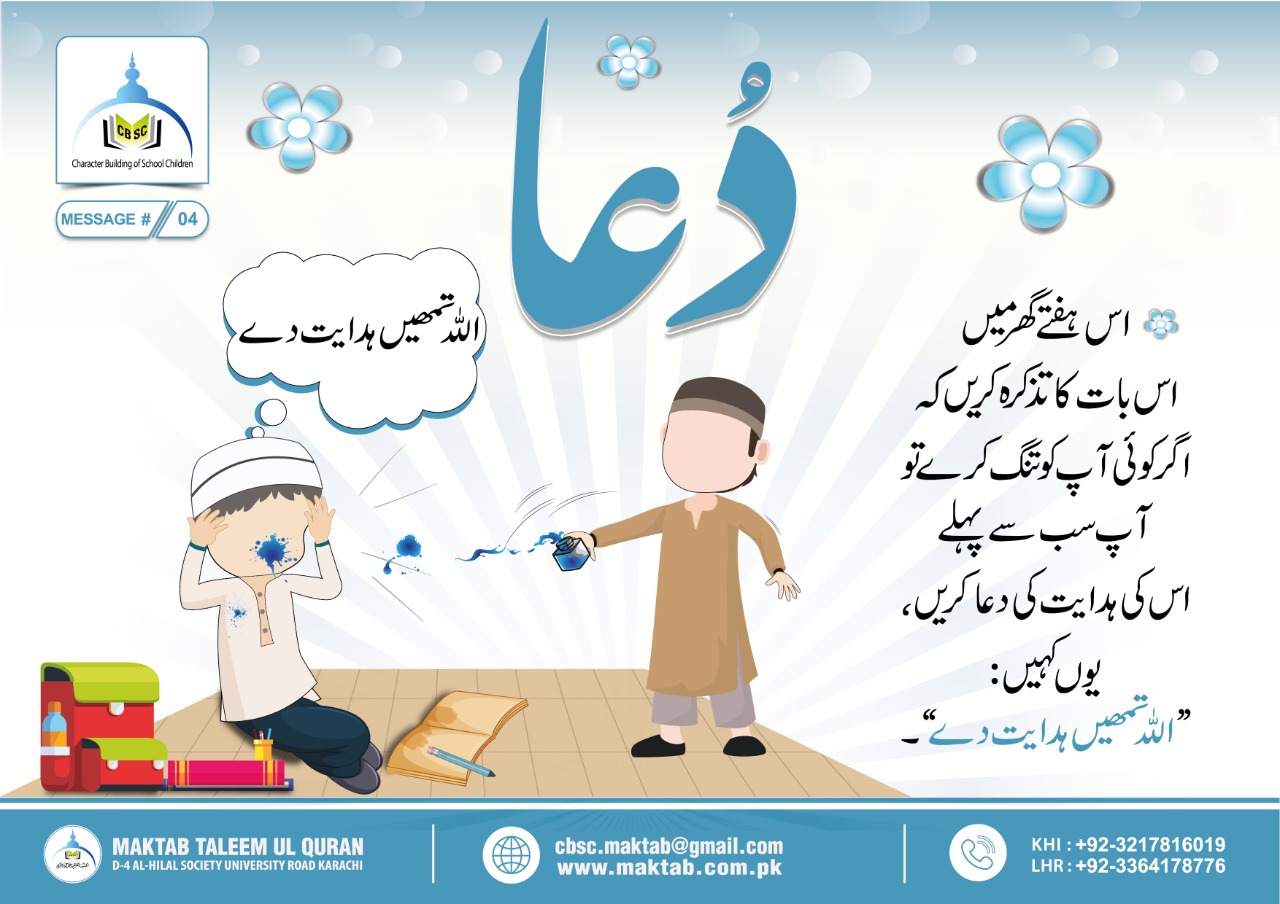 CBSC
Character Building of School Children
MESSAGE # 04
دُعا
اللہ تمھیں ہدایت دے
اس ہفتے گھر میں
اس بات کا تذکرہ کریں کہ
اگر کوئی آپ کو تنگ کرے تو
آپ سب سے پہلے
اس کی ہدایت کی دعا کریں،
یوں کہیں:
”اللہ تمھیں ہدایت دے“۔
MAKTAB TALEEM UL QURAN
D-4 AL-HILAL SOCIETY UNIVERSITY ROAD KARACHI
cbsc.maktab@gmail.com
www.maktab.com.pk
KHI : +92-3217816019
LHR : +92-3364178776